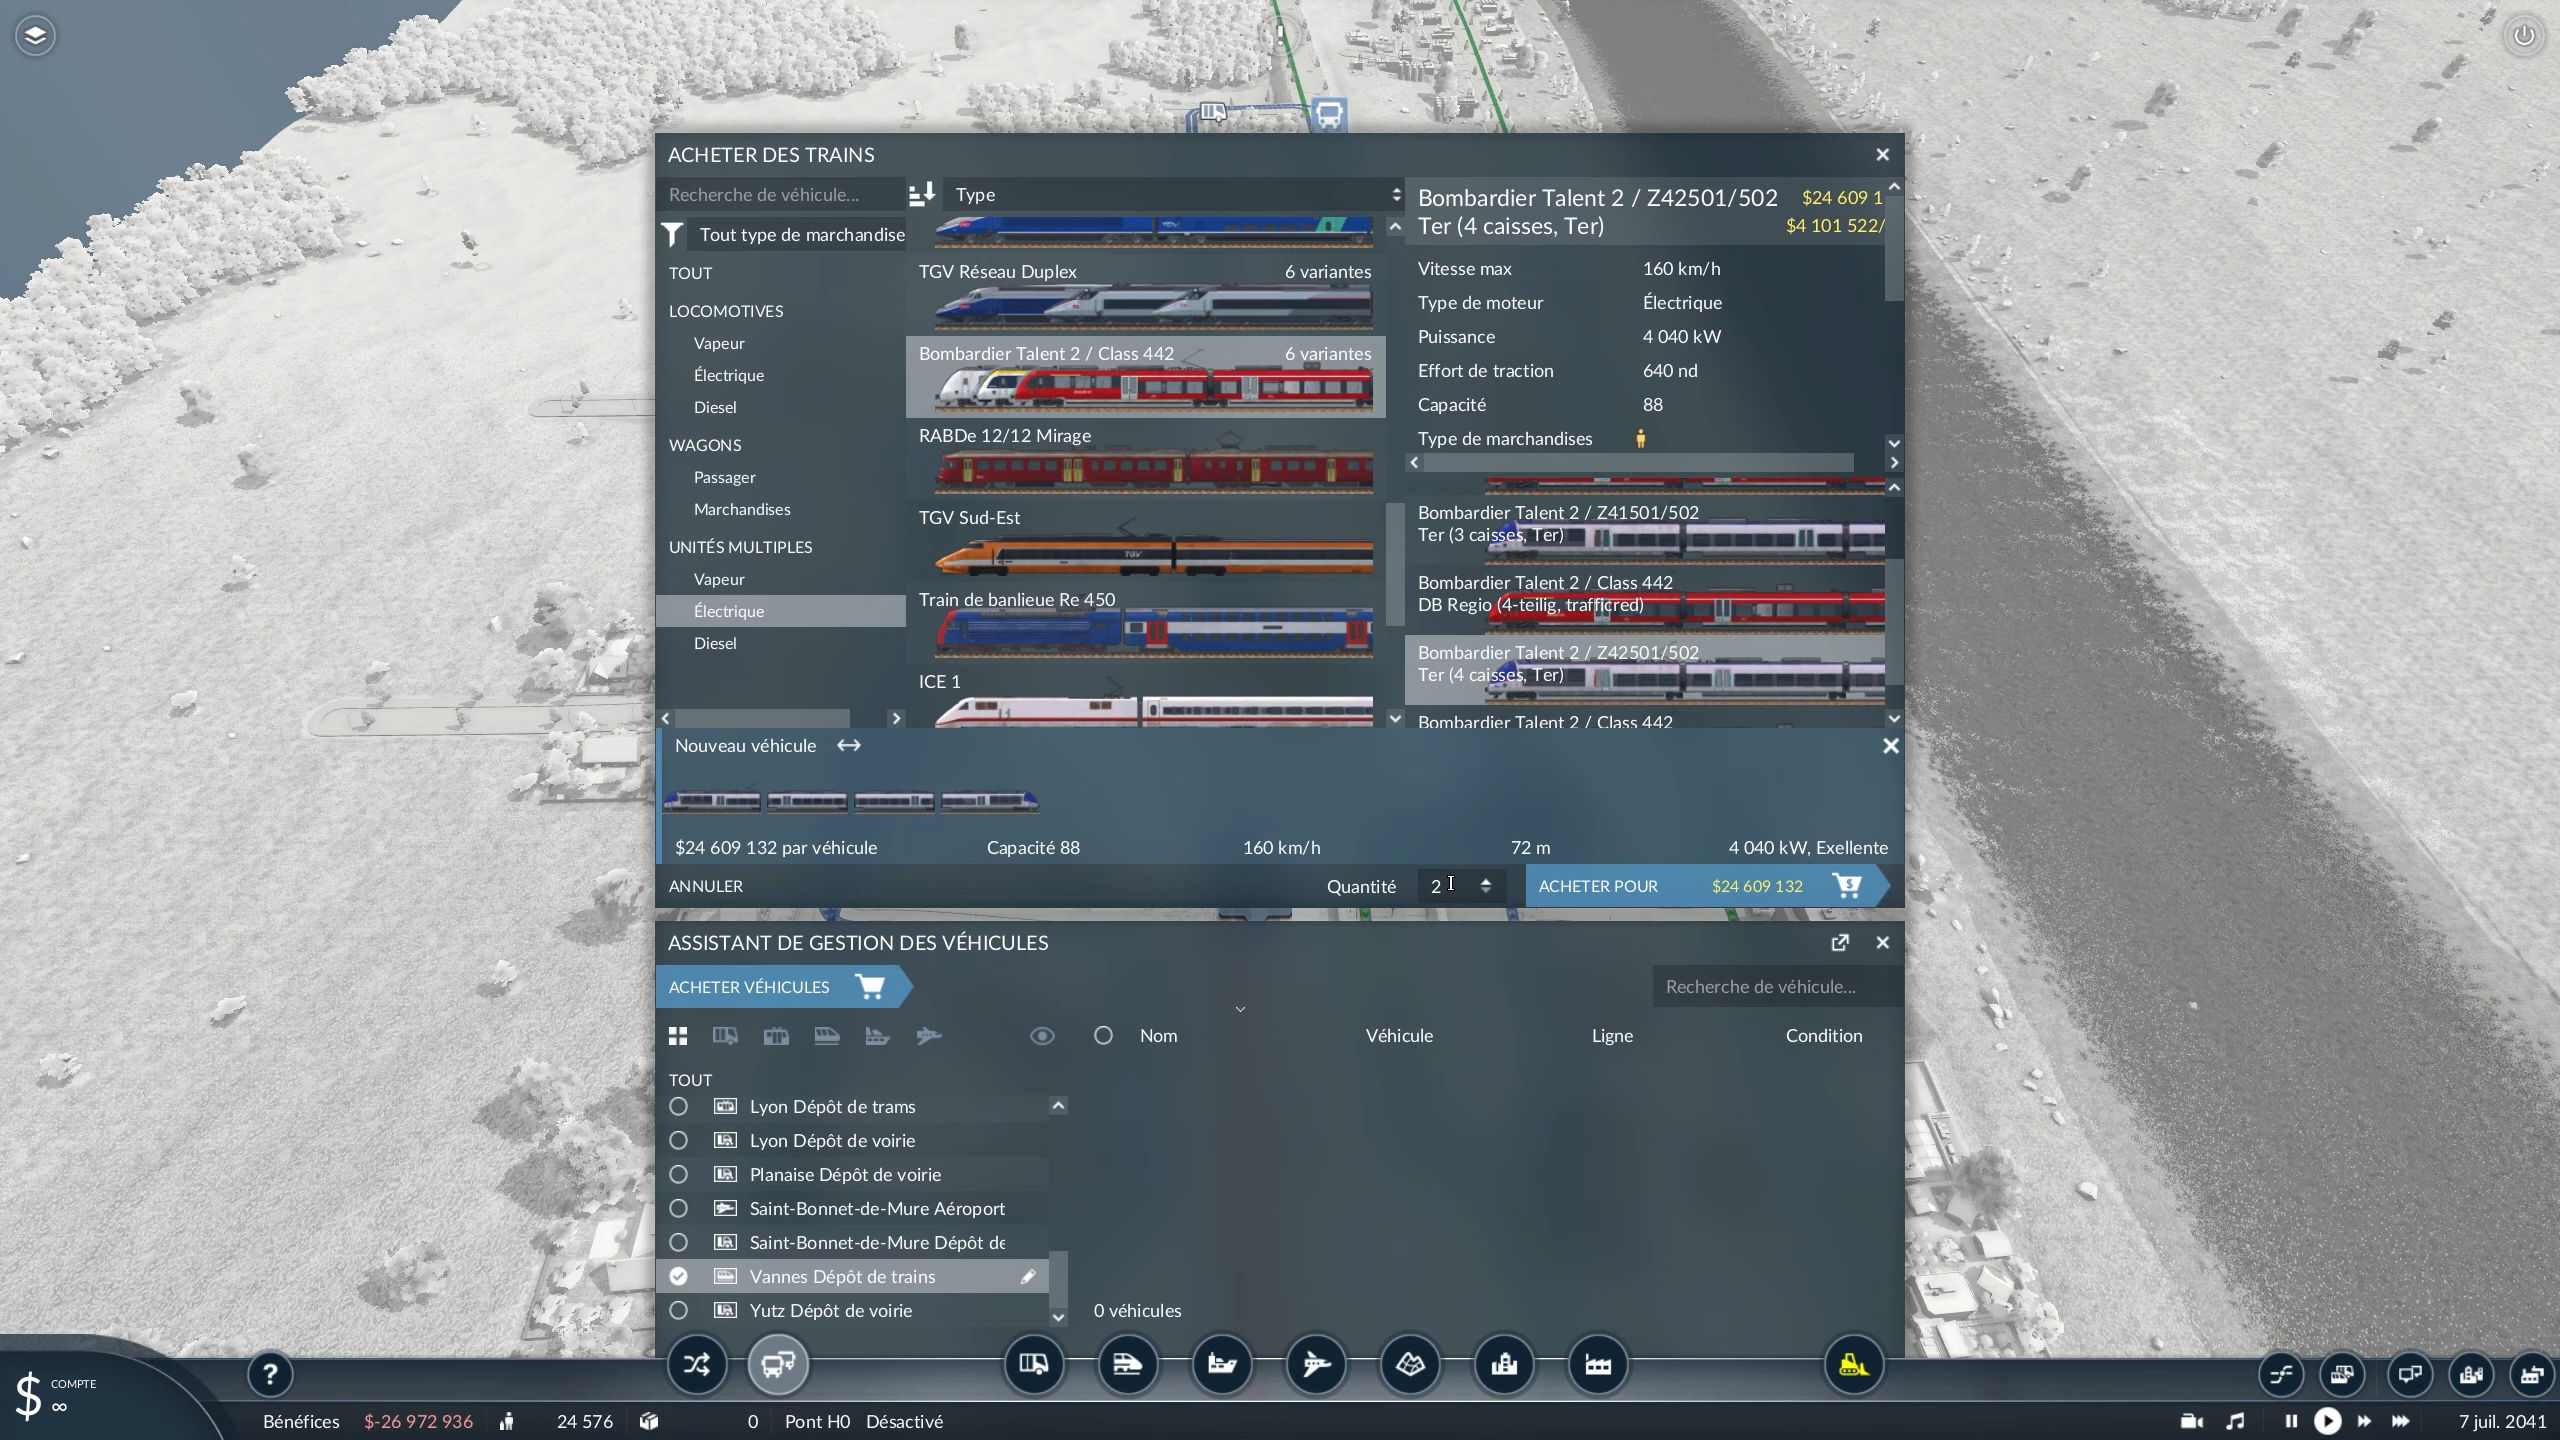 ACHETER DES TRAINS
Recherche de véhicule...
Type
Tout type de marchandise
TOUT
LOCOMOTIVES
Vapeur
Électrique
Diesel
WAGONS
Passager
Marchandises
UNITÉS MULTIPLES
Vapeur
Électrique
Diesel
TGV Réseau Duplex
6 variantes
Bombardier Talent 2 / Class 442
6 variantes
RABDe 12/12 Mirage
TGV Sud-Est
TGV
Train de banlieue Re 450
ICE 1
Bombardier Talent 2 / Z42501/502
Ter (4 caisses, Ter)
$24 609 1
$4 101 522/
Vitesse max
160 km/h
Type de moteur
Électrique
Puissance
4 040 kW
Effort de traction
640 nd
Capacité
88
Type de marchandises
Bombardier Talent 2 / Z41501/502
Ter (3 caisses, Ter)
Bombardier Talent 2 / Class 442
DB Regio (4-teilig, trafficred)
Bombardier Talent 2 / Z42501/502
Ter (4 caisses, Ter)
Bombardier Talent 2 / Class 442
Nouveau véhicule
$24 609 132 par véhicule
Capacité 88
160 km/h
72 m
4 040 kW, Exellente
ANNULER
Quantité
2
ACHETER POUR
$24 609 132
ASSISTANT DE GESTION DES VÉHICULES
ACHETER VÉHICULES
Recherche de véhicule...
Nom
Véhicule
Ligne
Condition
TOUT
Lyon Dépôt de trams
Lyon Dépôt de voirie
Planaise Dépôt de voirie
Saint-Bonnet-de-Mure Aéroport
Saint-Bonnet-de-Mure Dépôt de
Vannes Dépôt de trains
Yutz Dépôt de voirie
0 véhicules
?
$
COMPTE
∞
Bénéfices
$-26 972 936
24 576
0
Pont H0
Désactivé
7 juil. 2041